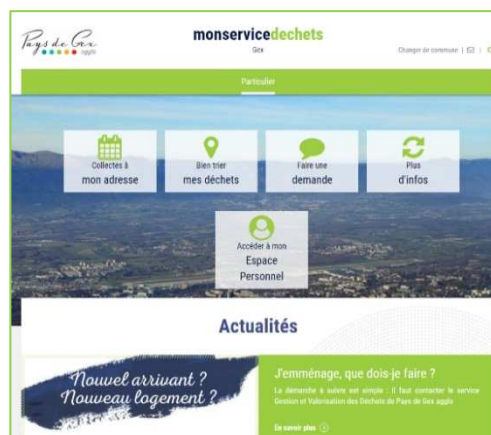 Pays de Gex
agglo
monservicedechets
Gex
Changer de commune
Particulier
Collectes à
mon adresse
Bien trier
mes déchets
Faire une
demande
Plus
d'infos
Accéder à mon
Espace
Personnel
Actualités
Nouvel arrivant ?
Nouveau logement ?
J'emménage, que dois-je faire ?
La démarche à suivre est simple : il faut contacter le service
Gestion et Valorisation des Déchets de Pays de Gex agglo
En savoir plus